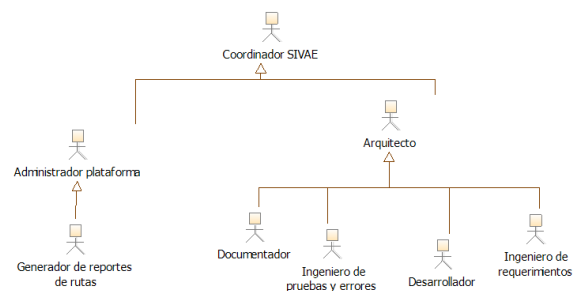 Coordinador SIVAE
Arquitecto
Administrador plataforma
Documentador
Ingeniero de
pruebas y errores
Desarrollador
Ingeniero de
requerimientos
Generador de reportes
de rutas